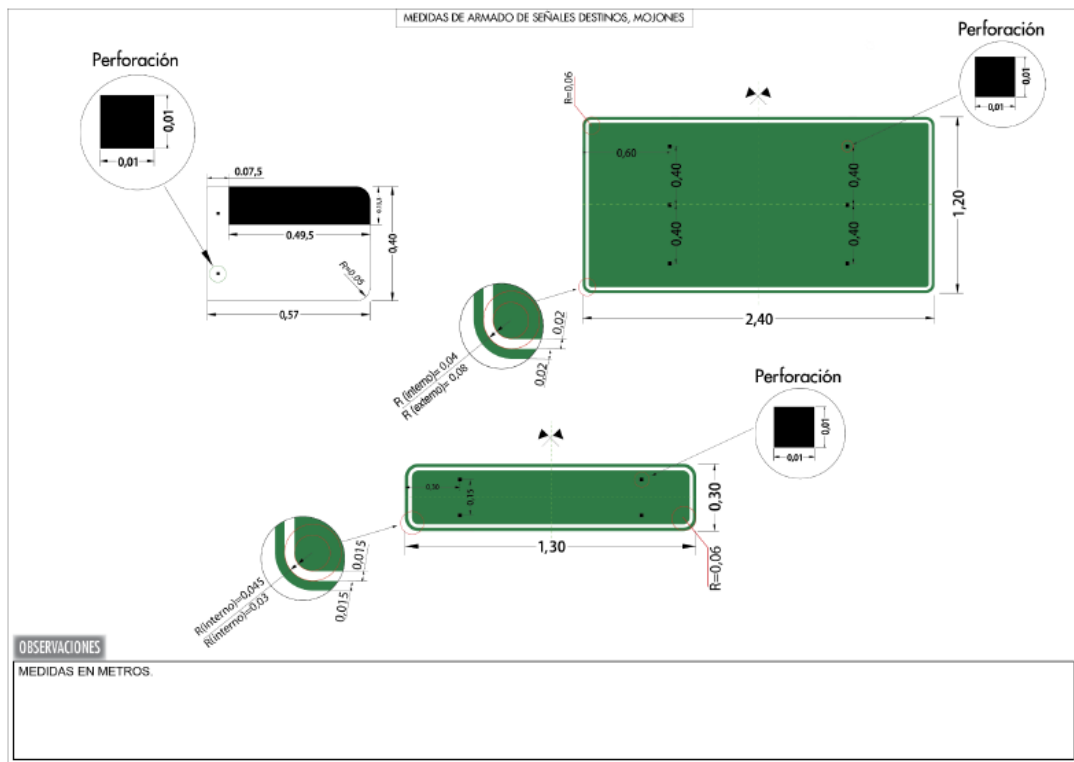 MEDIDAS DE ARMADO DE SEÑALES DESTINOS, MOJONES
Perforación
0,01
0,01
0.07,5
0.49,5
0,40
R=0.05
0,57
Perforación
0,01
0,01
R=0,06
0,60
0,40
0,40
0,40
0,40
1,20
2,40
0,02
0,02
R (interno)= 0,04
R (externo)= 0,08
Perforación
0,01
0,01
0,30
0,15
0,30
1,30
R=0,06
0,015
0,015
R(interno)=0,045
R(interno)=0,03
OBSERVACIONES
MEDIDAS EN METROS.